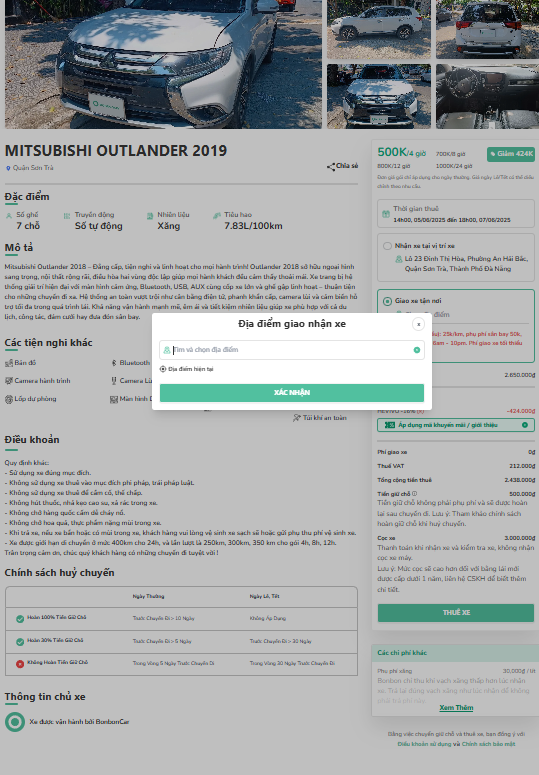 MITSUBISHI OUTLANDER 2019
Quận Sơn Trà
Chia sẻ
Đặc điểm
Số ghế
7 chỗ
Truyền động
Số tự động
Nhiên liệu
Xăng
Tiêu hao
7.83L/100km
Mô tả
Mitsubishi Outlander 2018 – Đẳng cấp, tiện nghi và linh hoạt cho mọi hành trình! Outlander 2018 sở hữu ngoại hình
sang trọng, nội thất rộng rãi, điều hòa hai vùng độc lập giúp mọi hành khách đều cảm thấy thoải mái. Xe trang bị hệ
thống giải trí hiện đại với màn hình cảm ứng, Bluetooth, USB, AUX cùng cốp xe lớn và ghế gập linh hoạt – thuận tiện
cho những chuyến đi xa. Hệ thống an toàn vượt trội như cân bằng điện tử, phanh khẩn cấp, camera lùi và cảm biến hỗ
trợ tối đa trong quá trình lái. Khả năng vận hành mạnh mẽ, êm ái và tiết kiệm nhiên liệu giúp xe phù hợp với cả du
lịch, công tác, đám cưới hay đưa đón sân bay.
Các tiện nghi khác
Bản đồ
Bluetooth
Camera hành trình
Camera Lùi
Lốp dự phòng
Màn hình D
Túi khí an toàn
Điều khoản
Quy định khác:
- Sử dụng xe đúng mục đích.
- Không sử dụng xe thuê vào mục đích phi pháp, trái pháp luật.
- Không sử dụng xe thuê để cầm cố, thế chấp.
- Không hút thuốc, nhả kẹo cao su, xả rác trong xe.
- Không chở hàng quốc cấm dễ cháy nổ.
- Không chở hoa quả, thực phẩm nặng mùi trong xe.
- Khi trả xe, nếu xe bẩn hoặc có mùi trong xe, khách hàng vui lòng vệ sinh xe sạch sẽ hoặc gửi phụ thu phí vệ sinh xe.
- Xe được giới hạn di chuyển ở mức 400km cho 24h, và lần lượt là 250km, 300km, 350 km cho gói 4h, 8h, 12h.
Trân trọng cảm ơn, chúc quý khách hàng có những chuyến đi tuyệt vời !
Chính sách huỷ chuyến
Ngày Thường
Ngày Lễ, Tết
Hoàn 100% Tiền Giữ Chỗ
Trước Chuyến Đi > 10 Ngày
Không Áp Dụng
Hoàn 30% Tiền Giữ Chỗ
Trước Chuyến Đi > 5 Ngày
Trước Chuyến Đi > 30 Ngày
Không Hoàn Tiền Giữ Chỗ
Trong Vòng 5 Ngày Trước Chuyến Đi
Trong Vòng 30 Ngày Trước Chuyến Đi
Thông tin chủ xe
Xe được vận hành bởi BonbonCar
500K/4 giờ
700K/8 giờ
Giảm 424K
800K/12 giờ
1000K/24 giờ
Đơn giá gói chỉ áp dụng cho ngày thường. Giá ngày Lễ/Tết có thể điều
chỉnh theo nhu cầu.
Thời gian thuê
14h00, 05/06/2025 đến 18h00, 07/06/2025
Nhận xe tại vị trí xe
Lô 23 Đinh Thị Hòa, Phường An Hải Bắc,
Quận Sơn Trà, Thành Phố Đà Nẵng
Giao xe tận nơi
25k/km, phụ phí sân bay 50k,
8am – 10pm. Phí giao xe tối thiểu
2.650.000₫
-424.000₫
Áp dụng mã khuyến mãi / giới thiệu
Phí giao xe
0₫
Thuế VAT
212.000₫
Tổng cộng tiền thuê
2.438.000₫
Tiền giữ chỗ
500.000₫
Tiền giữ chỗ không phải phụ phí và sẽ được hoàn
lại sau chuyến đi. Lưu ý: Tham khảo chính sách
hoàn giữ chỗ khi huỷ chuyến.
Cọc xe
3.000.000₫
Thanh toán khi nhận xe và kiểm tra xe, không nhận
cọc xe máy.
Lưu ý: Mức cọc sẽ cao hơn đối với bằng lái mới
được cấp dưới 1 năm, liên hệ CSKH để biết thêm
chi tiết.
THUÊ XE
Các chi phí khác
Phụ phí xăng
30.000₫ / lít
Bonbon chỉ thu khi vạch xăng thấp hơn lúc nhận
xe. Trả lại đúng vạch xăng như lúc nhận để không
phát sinh phí này.
Xem Thêm
Bằng việc chuyển giữ chỗ và thuê xe, bạn đồng ý với
Điều khoản sử dụng và Chính sách bảo mật
Địa điểm giao nhận xe
x
Tìm và chọn địa điểm
Địa điểm hiện tại
XÁC NHẬN